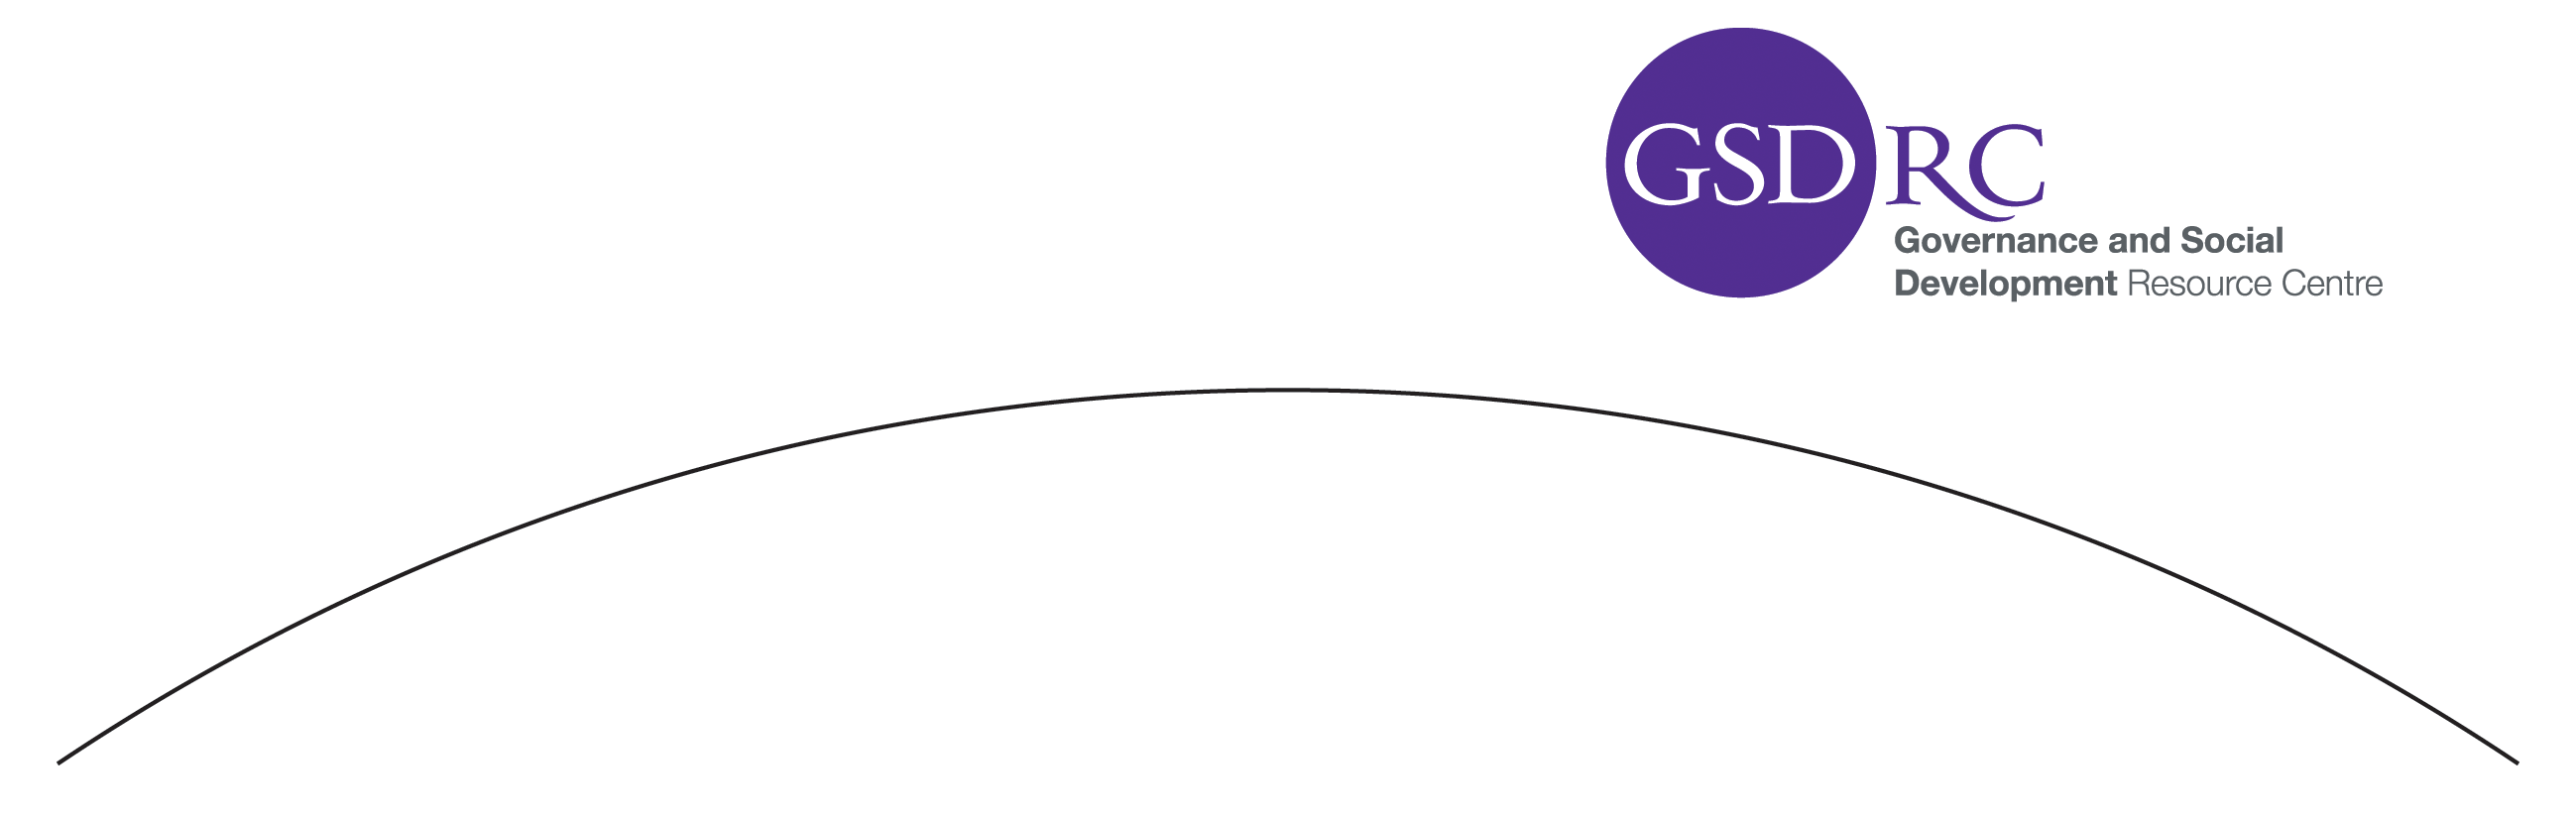 GSDRC
Governance and Social
Development Resource Centre